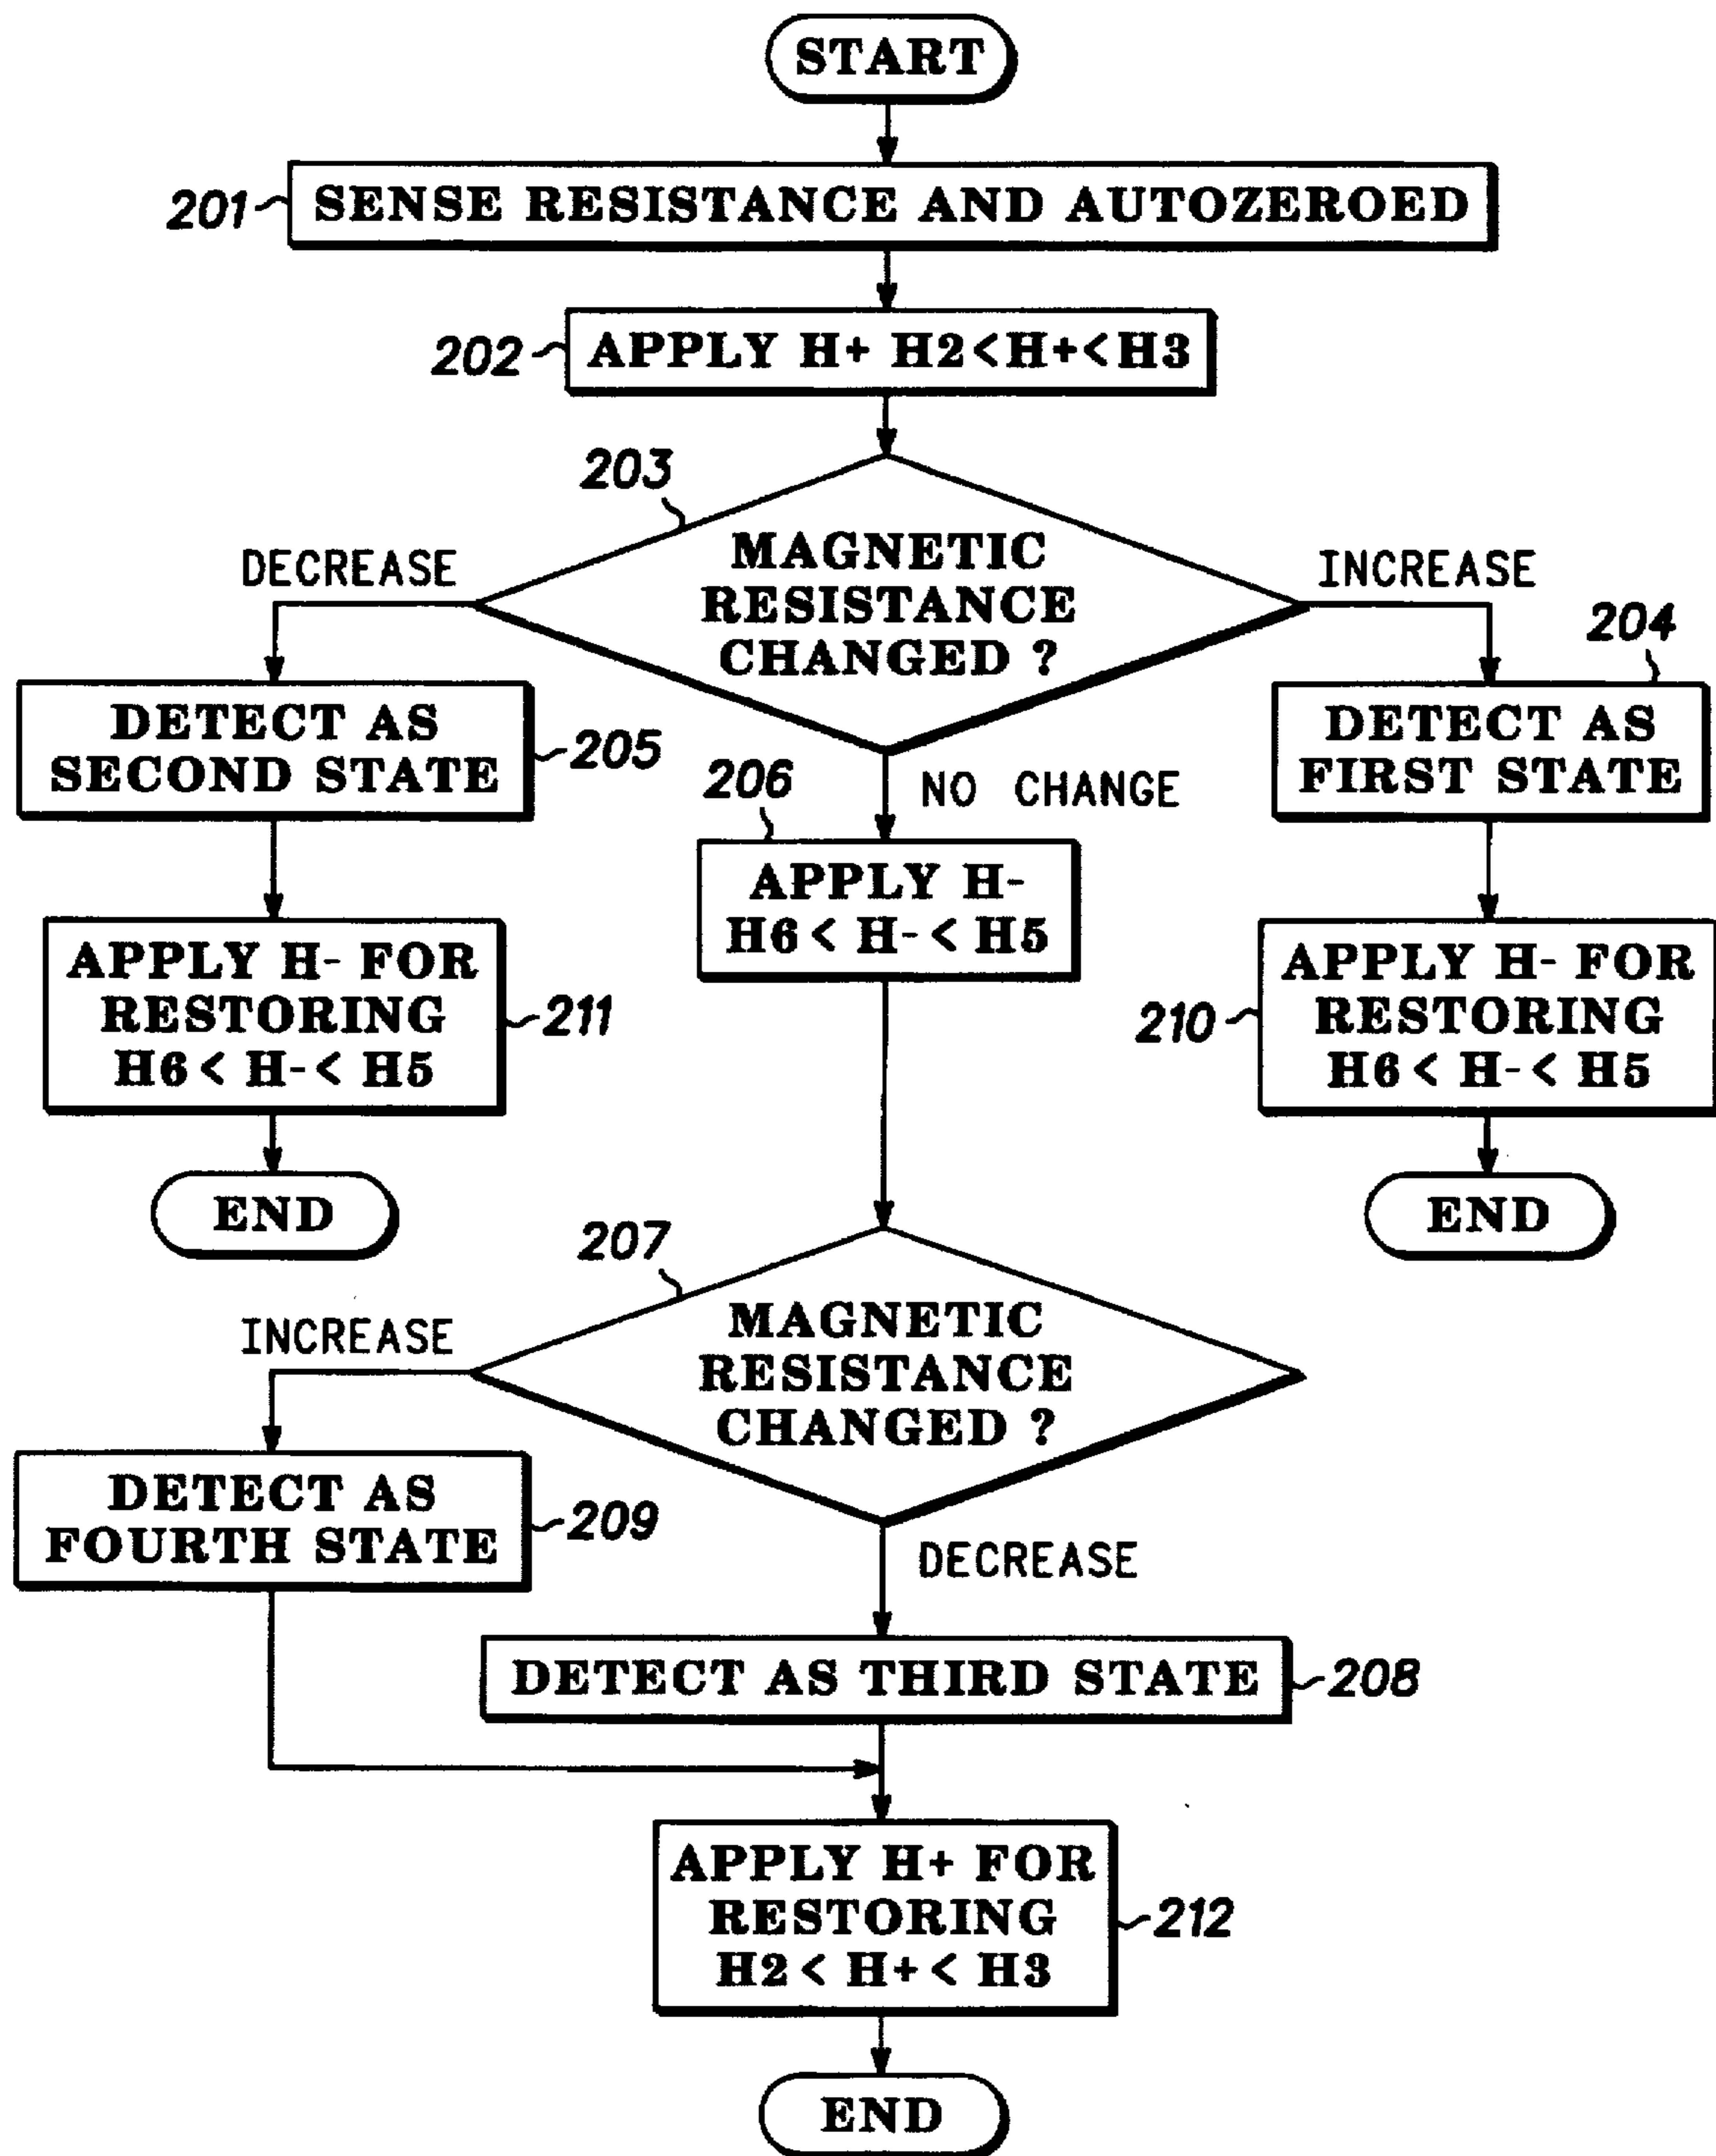 START
201
SENSE RESISTANCE AND AUTOZEROED
202
APPLY H+ H2<H+<H3
203
MAGNETIC
RESISTANCE
CHANGED ?
DECREASE
INCREASE
204
DETECT AS
SECOND STATE
205
206
NO CHANGE
DETECT AS
FIRST STATE
APPLY H-
H6 < H- < H5
APPLY H- FOR
RESTORING
H6 < H- < H5
211
210
APPLY H- FOR
RESTORING
H6 < H- < H5
END
END
207
MAGNETIC
RESISTANCE
CHANGED ?
INCREASE
DETECT AS
FOURTH STATE
209
DECREASE
DETECT AS THIRD STATE
208
APPLY H+ FOR
RESTORING
H2 < H+ < H3
212
END